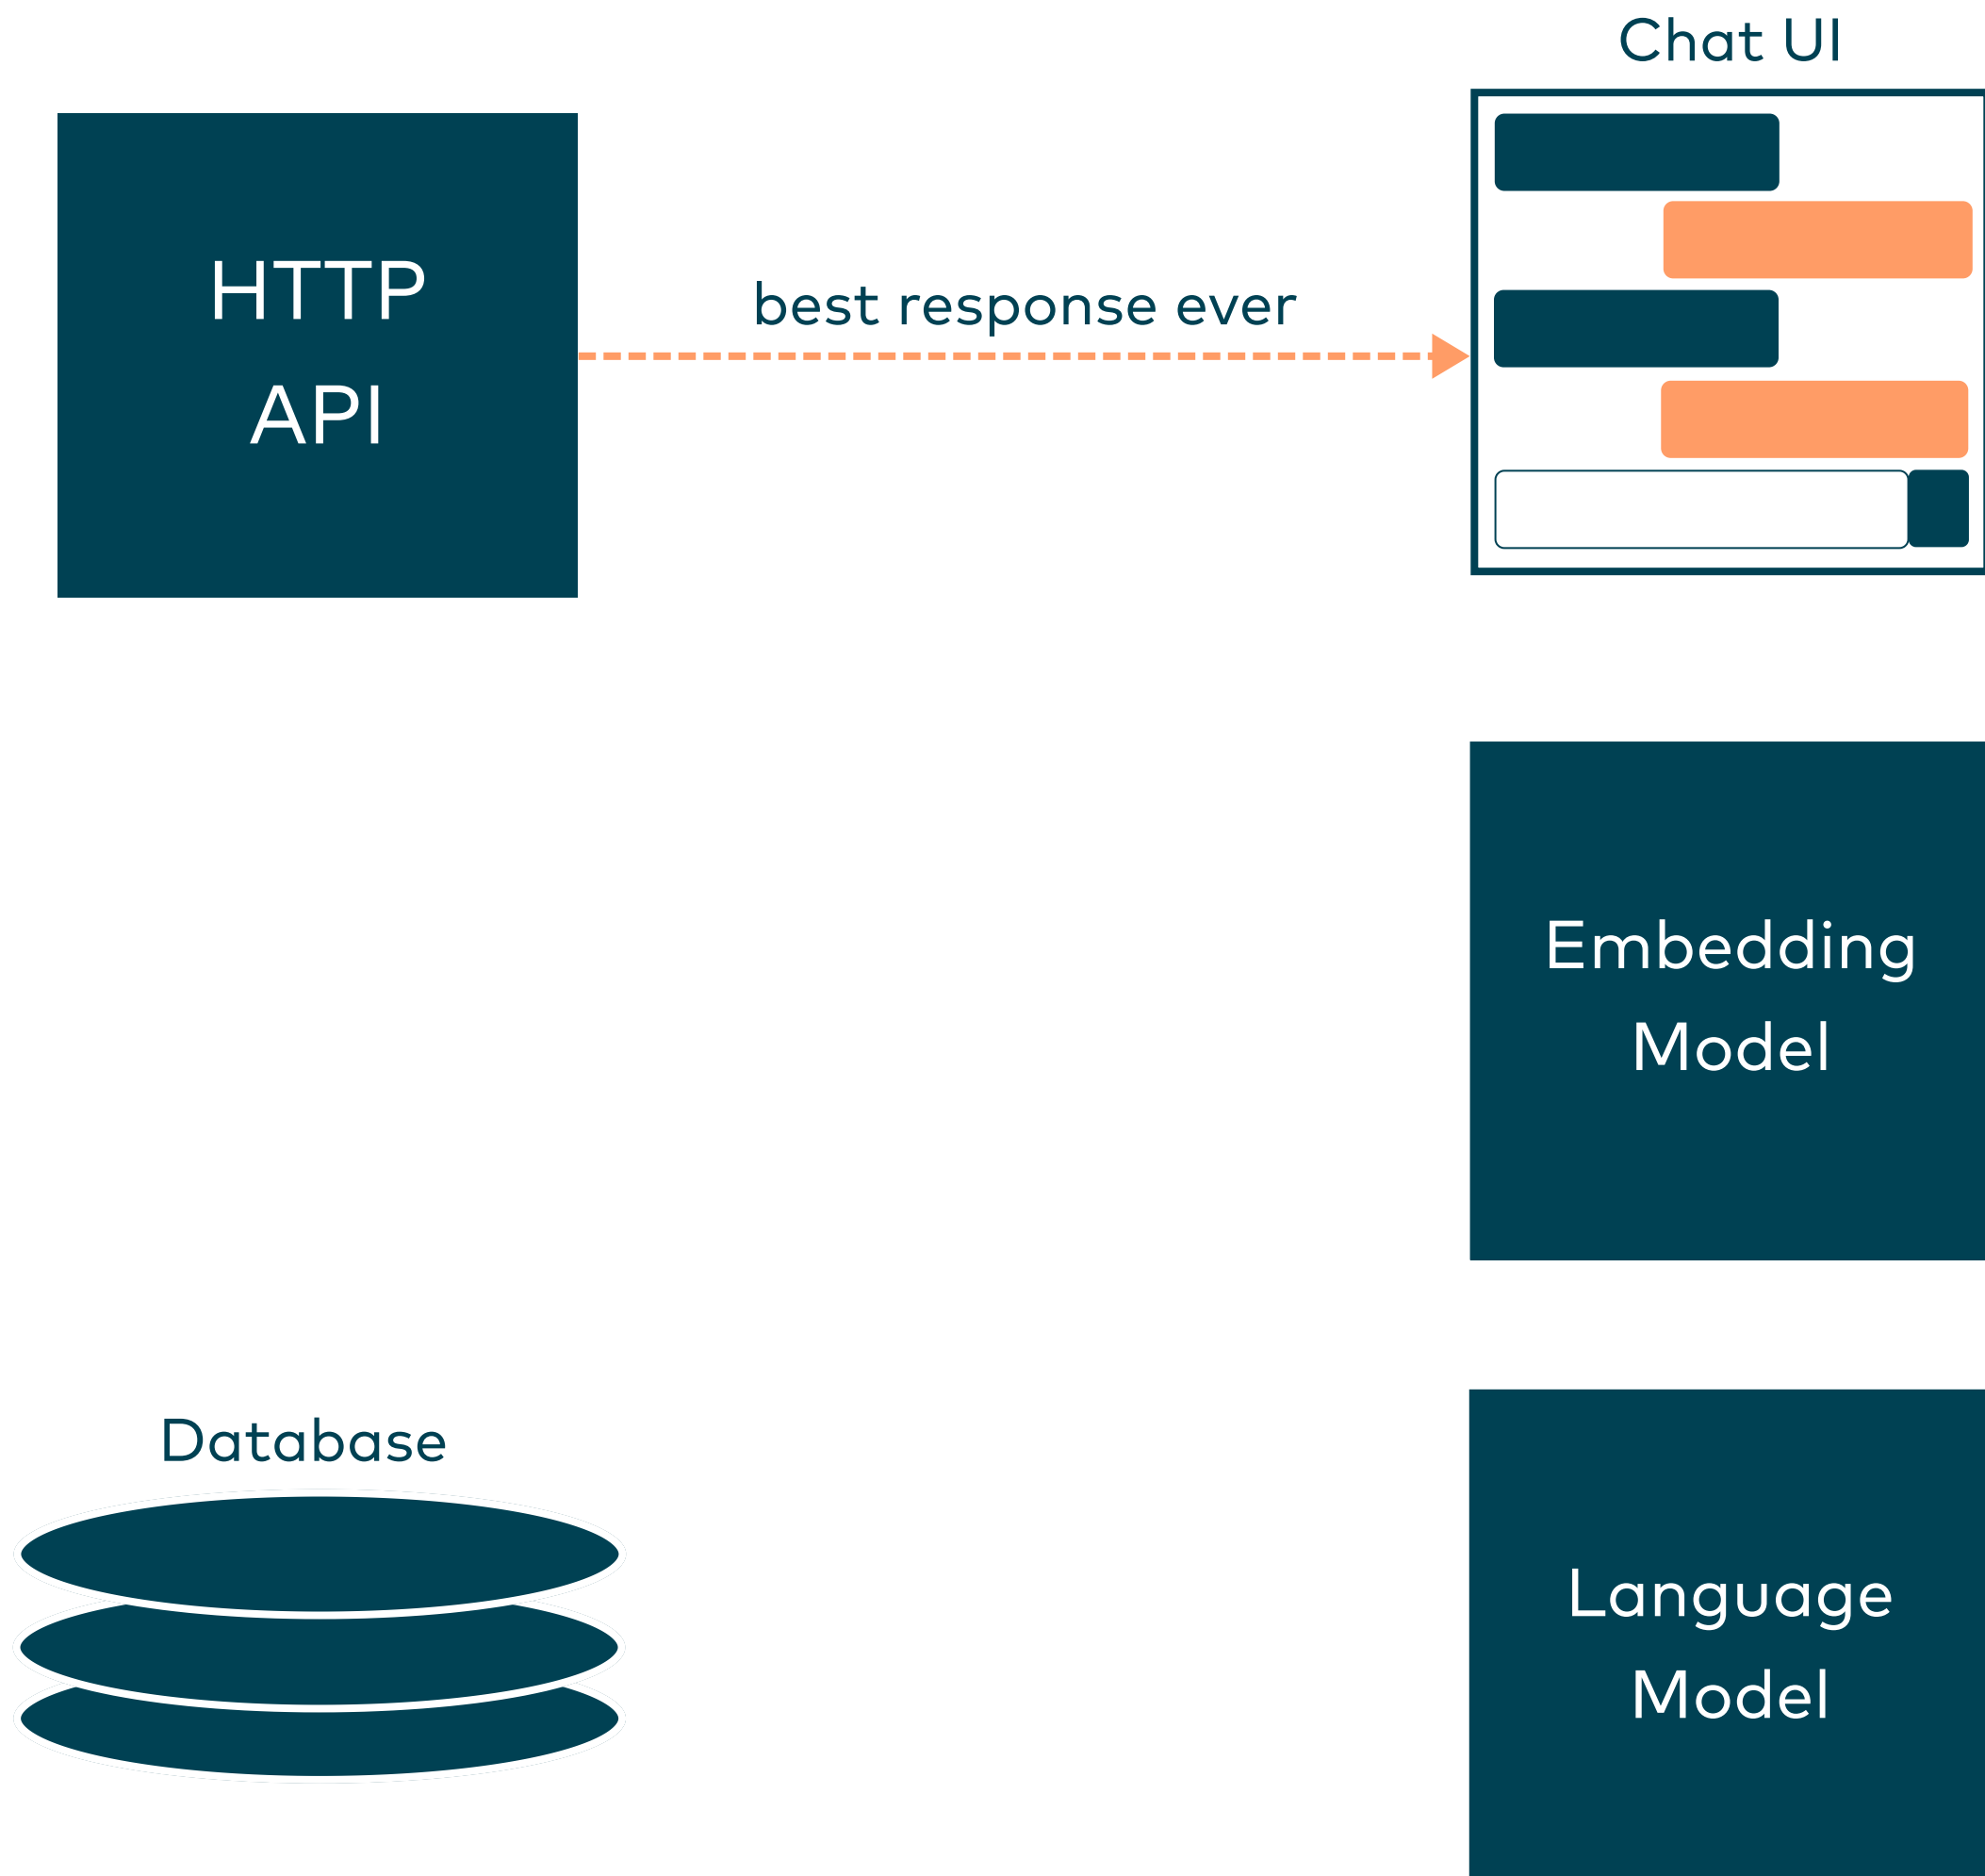 Chat UI
HTTP
API
best response ever
Embedding
Model
Database
Language
Model